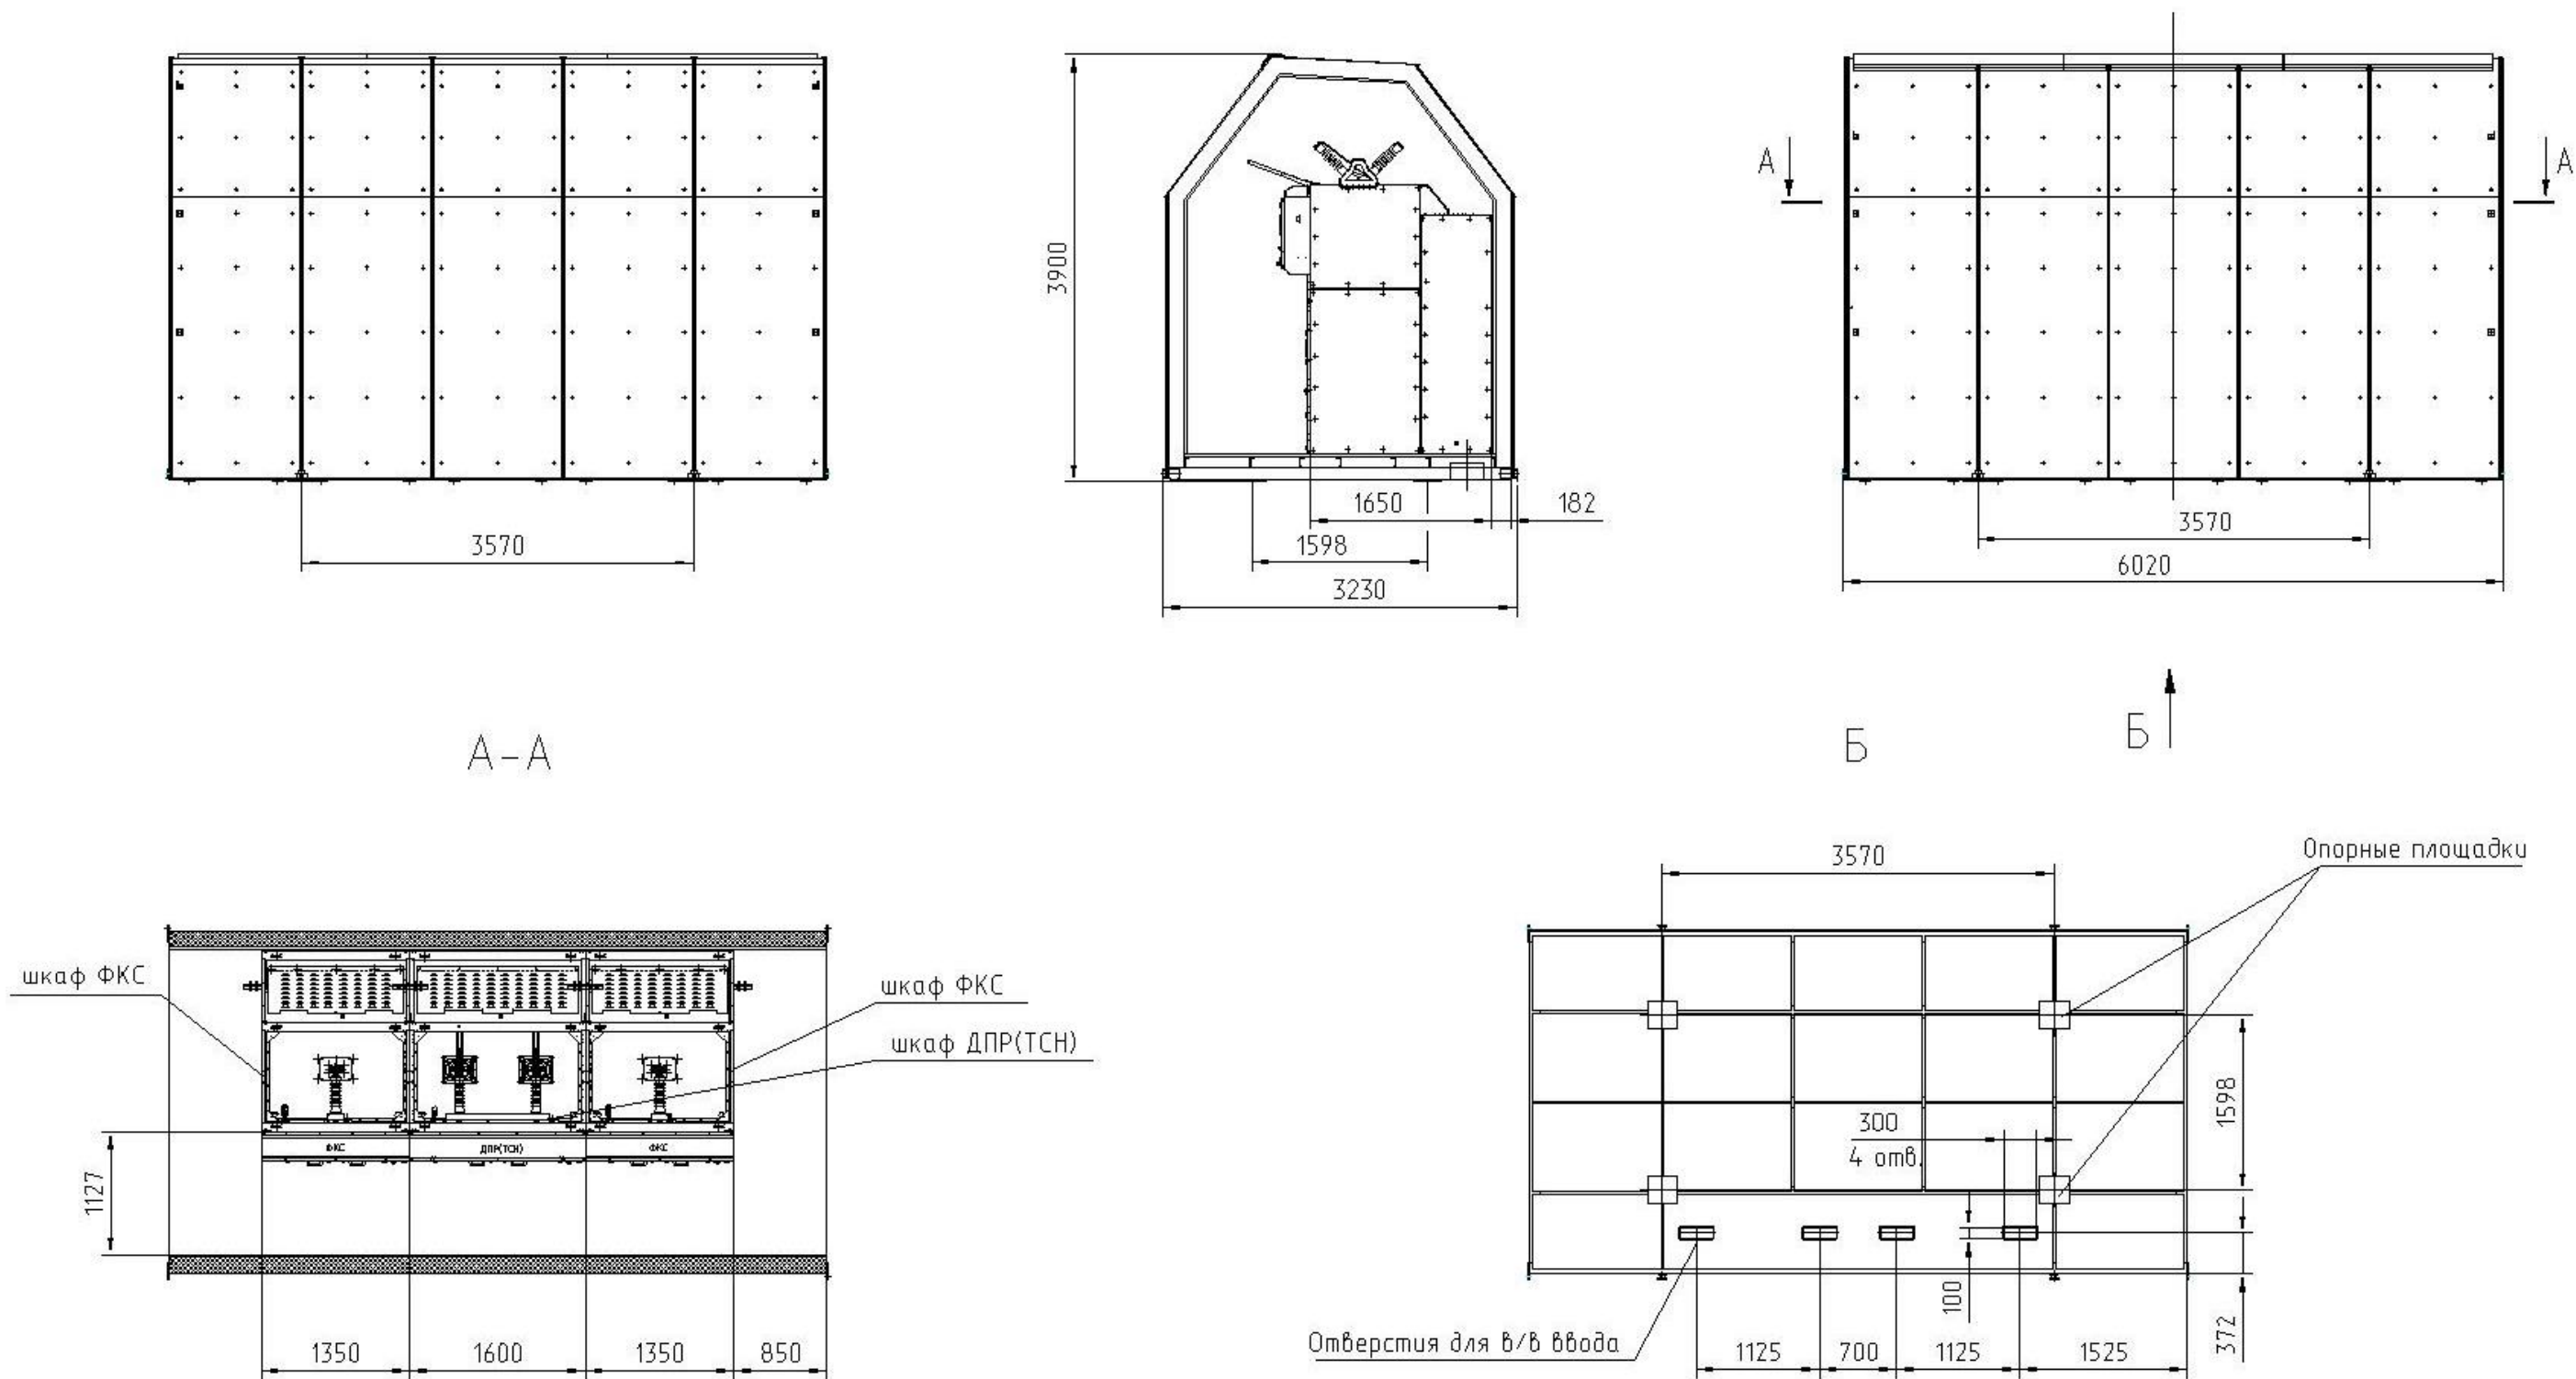 А
А
3900
1650
182
3570
1598
3230
3570
6020
А-А
Б
Б
шкаф ФКС
шкаф ФКС
шкаф ДПР(ТСН)
ФКС
ДПР(ТСН)
ФКС
1127
1350
1600
1350
850
3570
Опорные площадки
1598
300
4 отв.
100
372
Отверстия для в/в ввода
1125
700
1125
1525